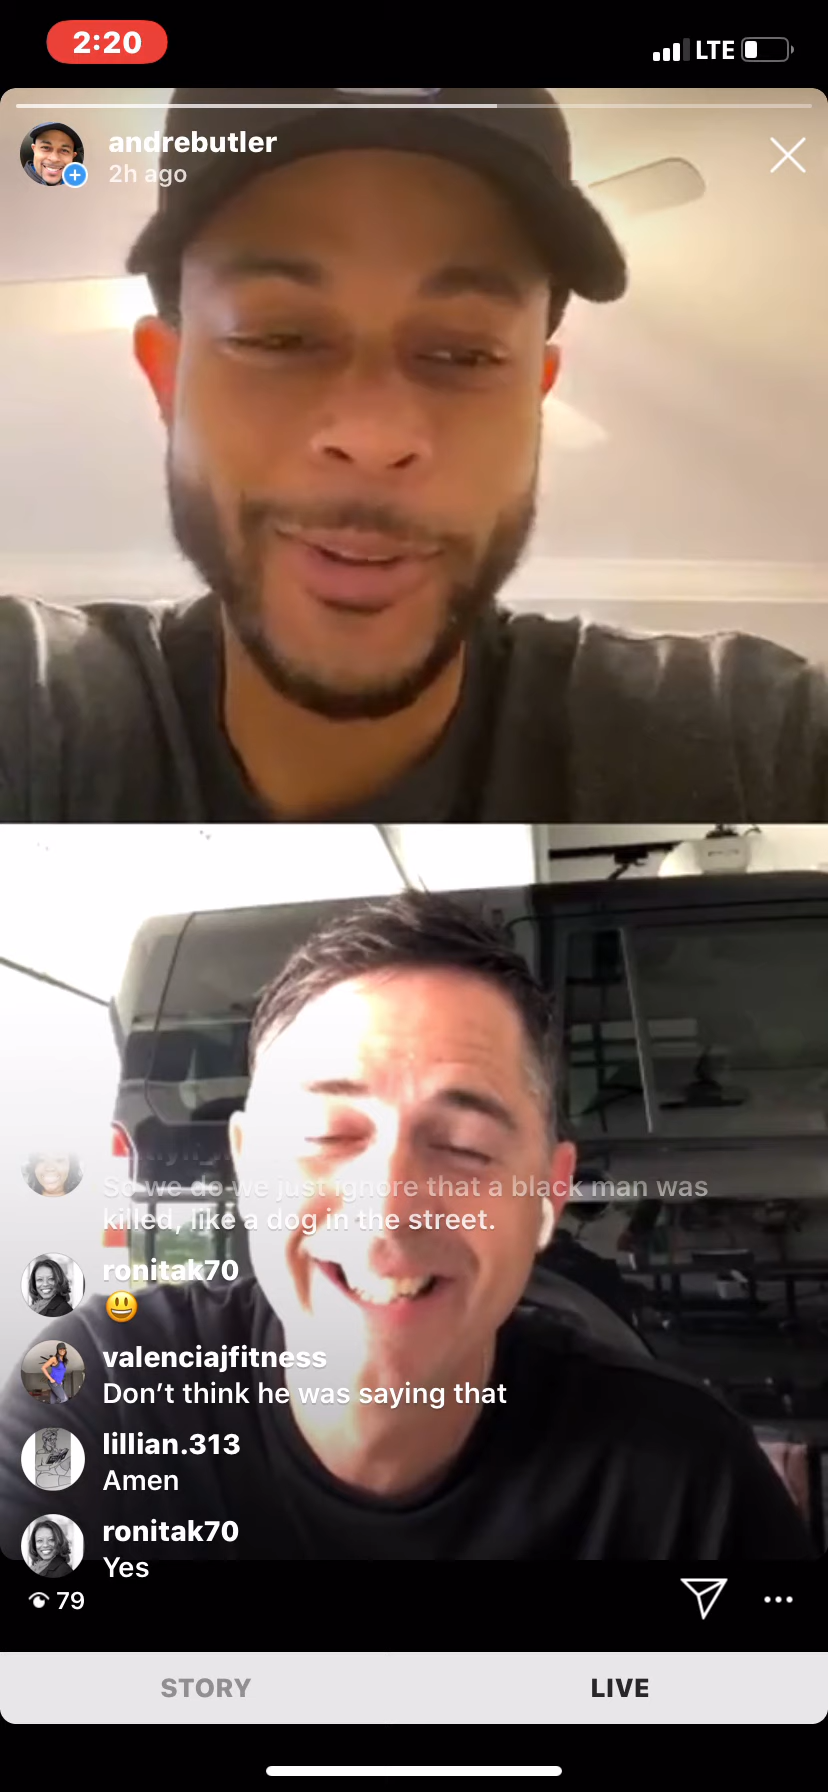 2:20
LTE
andrebutler
2h ago
So we do we just ignore that a black man was
killed, like a dog in the street.
ronitak70
😃
valenciajfitness
Don't think he was saying that
lillian.313
Amen
ronitak70
Yes
79
STORY
LIVE